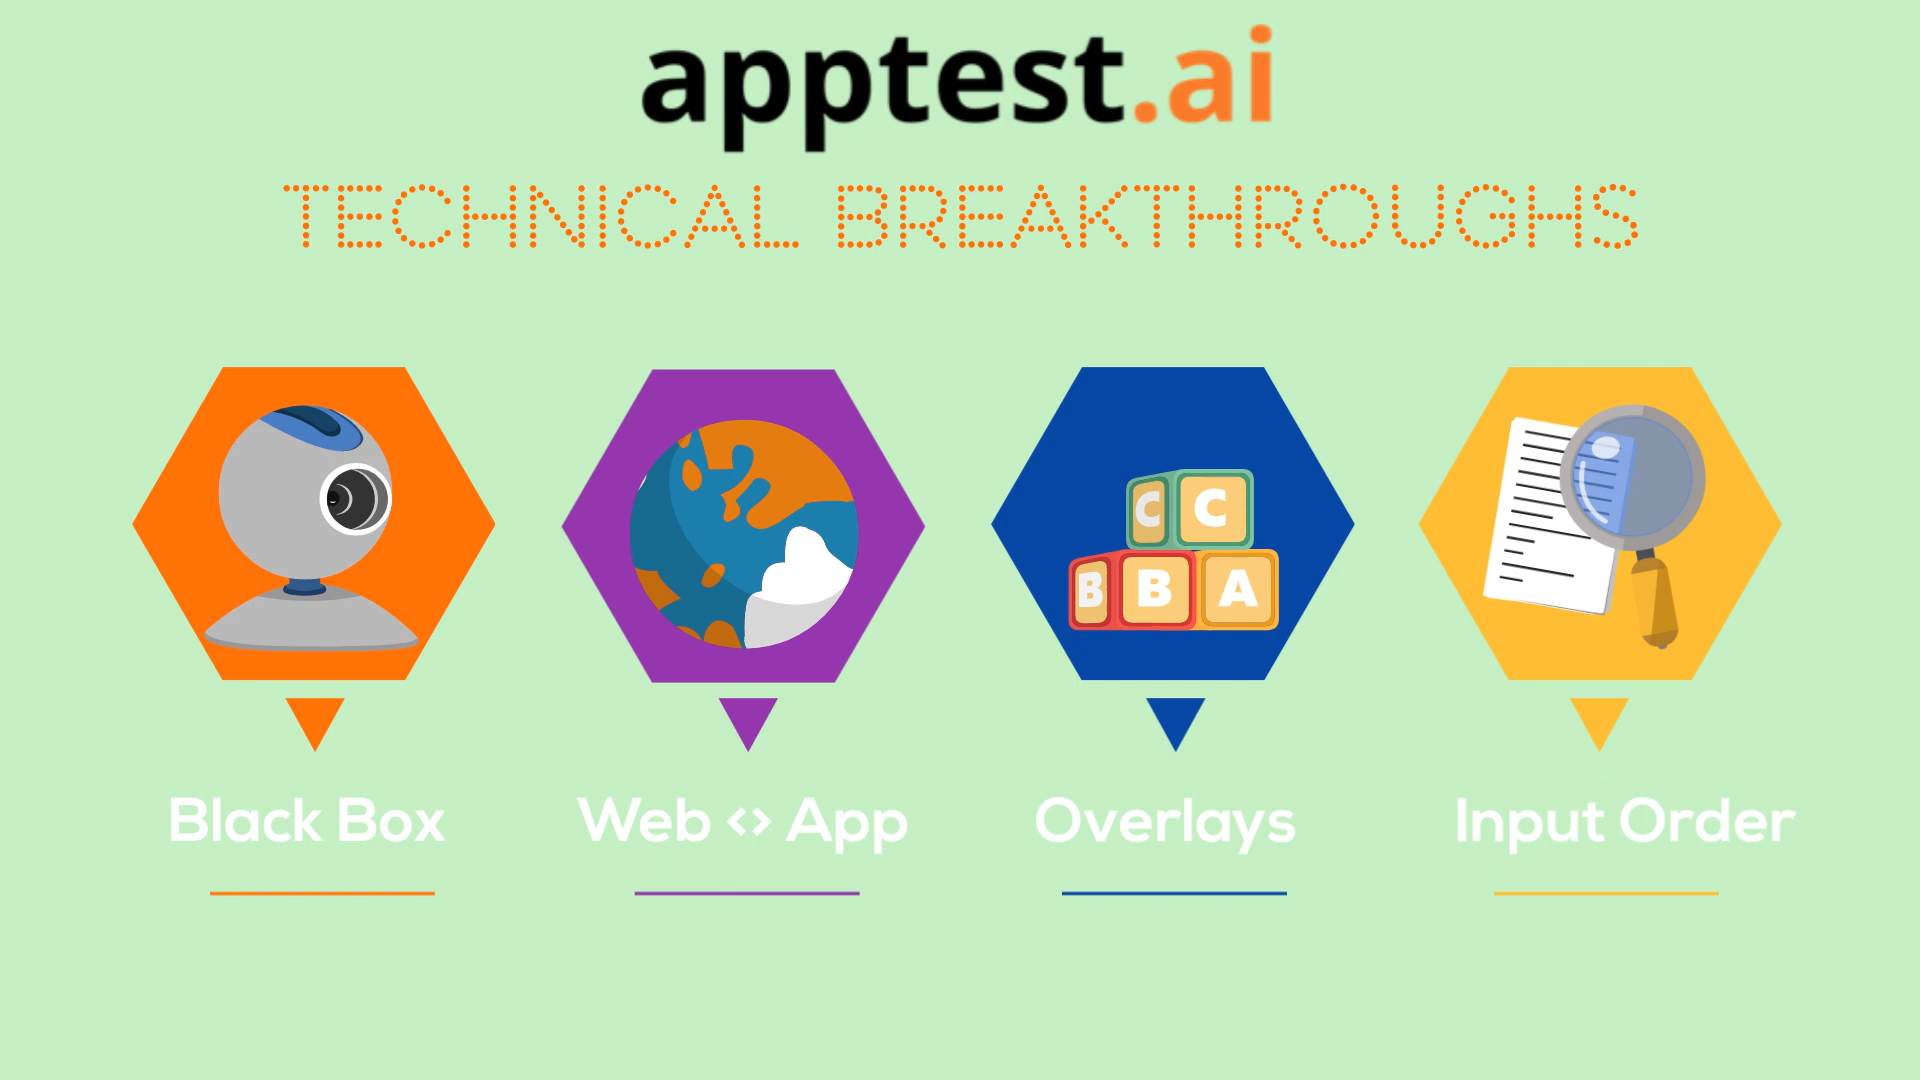 apptest.ai
TECHNICAL BREAKTHROUGHS
C C
B B A
Black Box
Web <> App
Overlays
Input Order